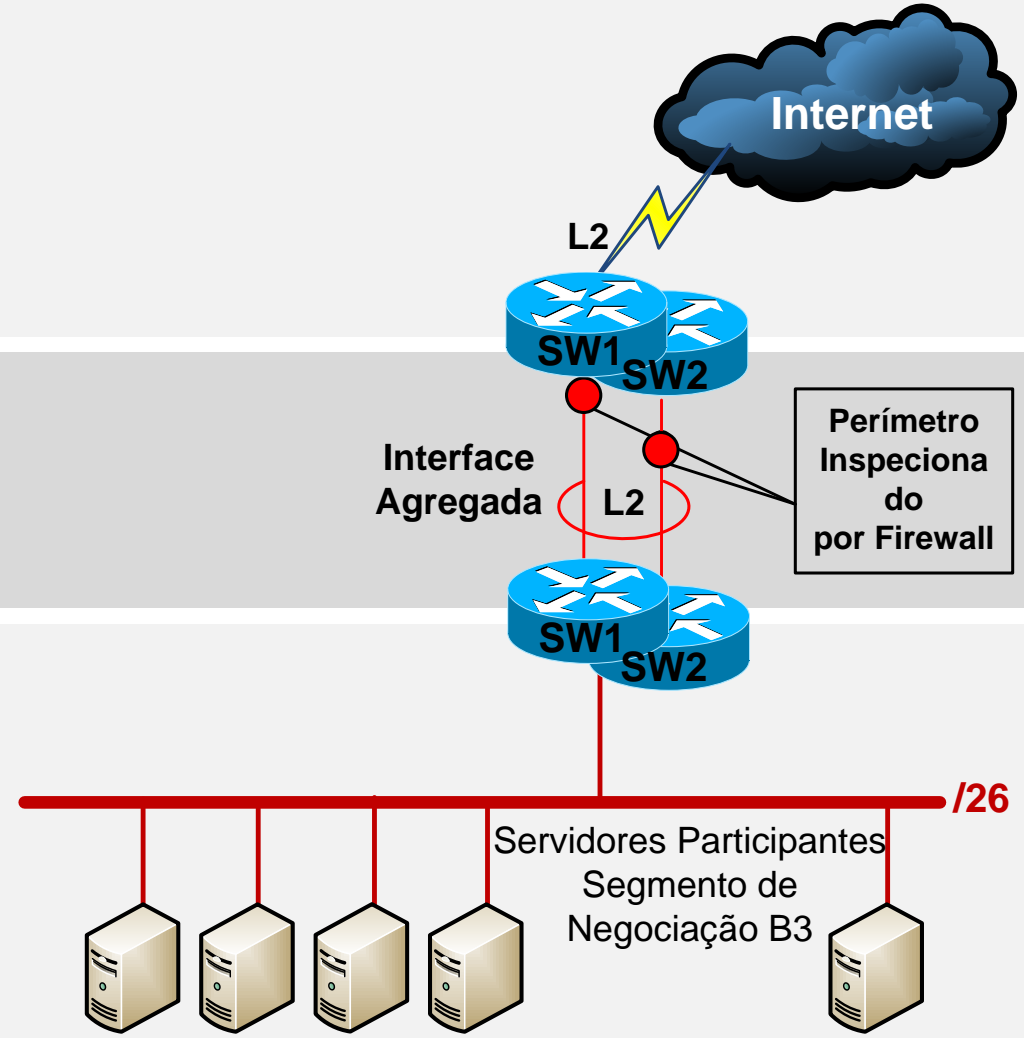 Internet
L2
SW1
SW2
Perímetro
Inspeciona
do
por Firewall
Interface
Agregada
L2
SW1
SW2
/26
Servidores Participantes
Segmento de
Negociação B3